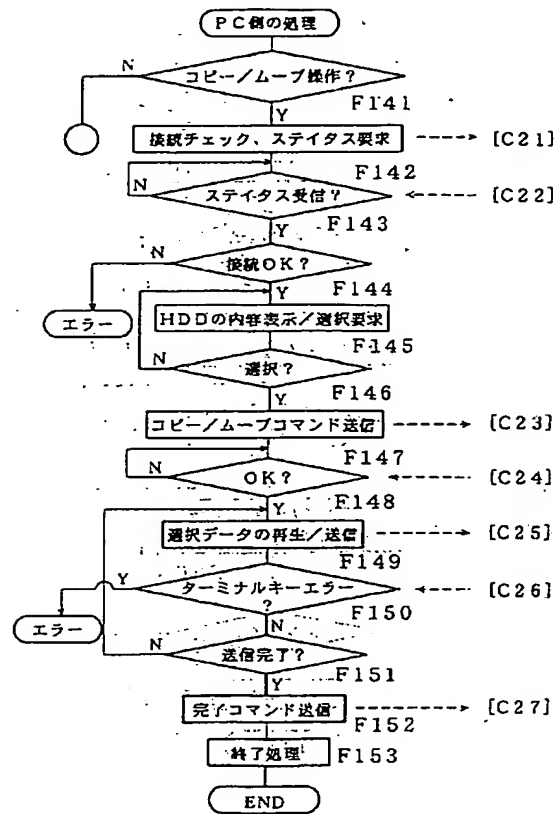 PC側の処理
N
コピー／ムーブ操作？
F141
Y
接続チェック、ステイタス要求
[C21]
F142
N
ステイタス受信？
[C22]
F143
Y
N
接続OK？
F144
Y
エラー
HDDの内容表示／選択要求
F145
N
選択？
F146
Y
コピー／ムーブコマンド送信
[C23]
F147
N
OK？
[C24]
F148
Y
選択データの再生／送信
[C25]
F149
Y
ターミナルキーエラー
？
[C26]
F150
エラー
N
N
送信完了？
F151
Y
完了コマンド送信
[C27]
F152
終了処理
F153
END